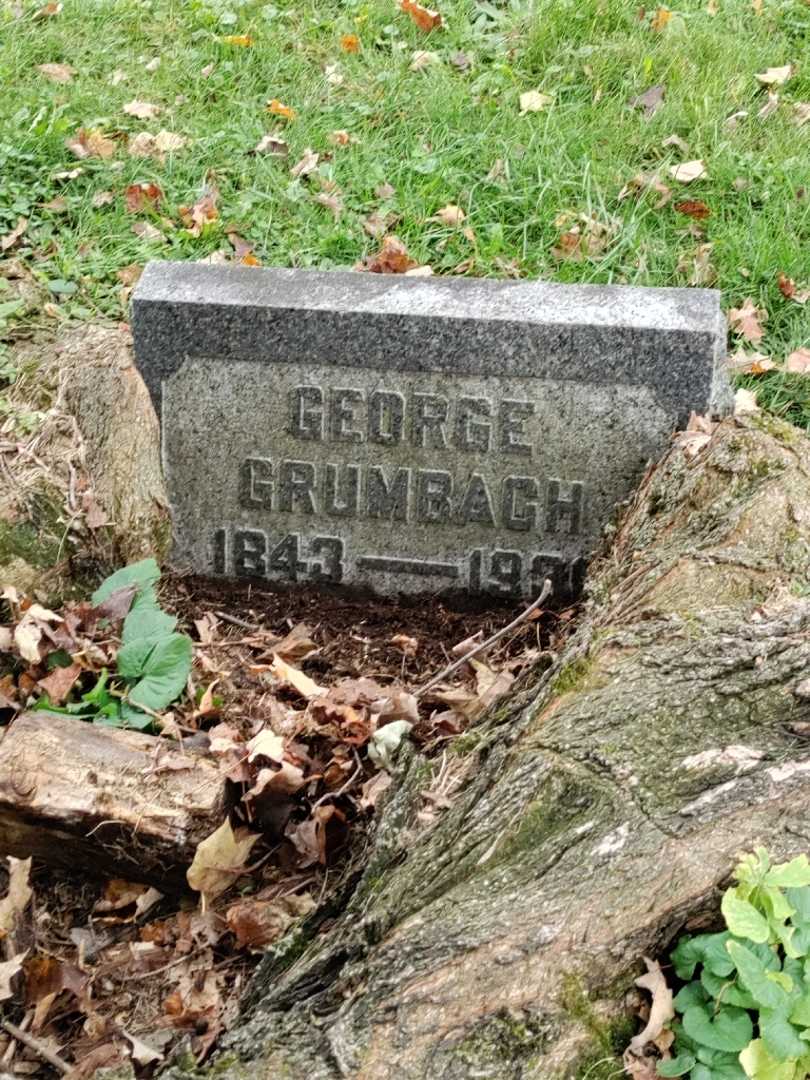 GEORGE
GRUMBACH
1843 —